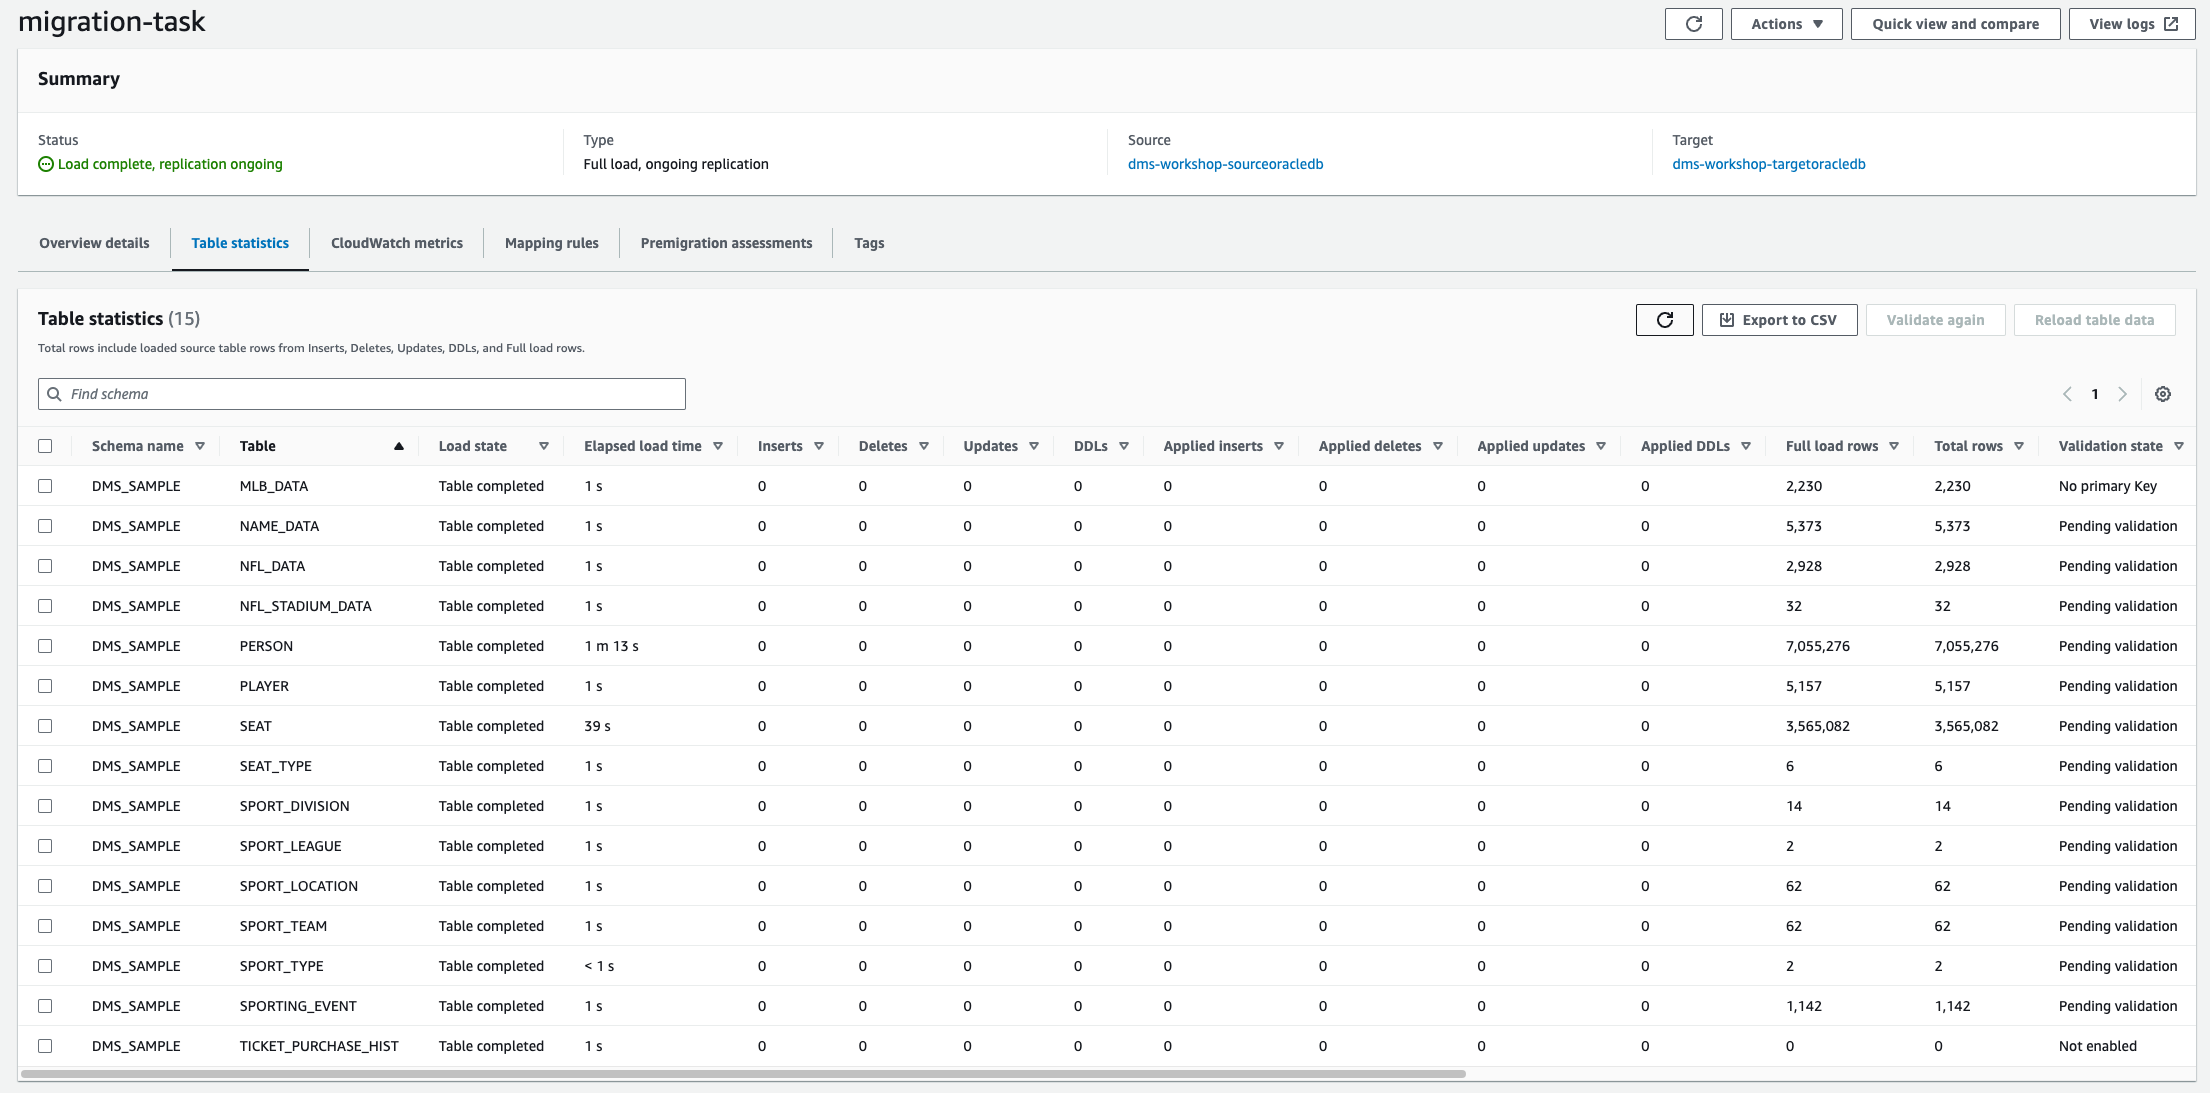 migration-task
Actions
Quick view and compare
View logs
Summary
Status
Load complete, replication ongoing
Type
Full load, ongoing replication
Source
dms-workshop-sourceoracledb
Target
dms-workshop-targetoracledb
Overview details Table statistics CloudWatch metrics Mapping rules Premigration assessments Tags
Table statistics (15)
Total rows include loaded source table rows from Inserts, Deletes, Updates, DDLs, and Full load rows.
Export to CSV
Validate again
Reload table data
Find schema
1
Schema name Table Load state Elapsed load time Inserts Deletes Updates DDLs Applied inserts Applied deletes Applied updates Applied DDLs Full load rows Total rows Validation state
DMS_SAMPLE MLB_DATA Table completed 1 s 0 0 0 0 0 0 0 0 2,230 2,230 No primary Key
DMS_SAMPLE NAME_DATA Table completed 1 s 0 0 0 0 0 0 0 0 5,373 5,373 Pending validation
DMS_SAMPLE NFL_DATA Table completed 1 s 0 0 0 0 0 0 0 0 2,928 2,928 Pending validation
DMS_SAMPLE NFL_STADIUM_DATA Table completed 1 s 0 0 0 0 0 0 0 0 32 32 Pending validation
DMS_SAMPLE PERSON Table completed 1 m 13 s 0 0 0 0 0 0 0 0 7,055,276 7,055,276 Pending validation
DMS_SAMPLE PLAYER Table completed 1 s 0 0 0 0 0 0 0 0 5,157 5,157 Pending validation
DMS_SAMPLE SEAT Table completed 39 s 0 0 0 0 0 0 0 0 3,565,082 3,565,082 Pending validation
DMS_SAMPLE SEAT_TYPE Table completed 1 s 0 0 0 0 0 0 0 0 6 6 Pending validation
DMS_SAMPLE SPORT_DIVISION Table completed 1 s 0 0 0 0 0 0 0 0 14 14 Pending validation
DMS_SAMPLE SPORT_LEAGUE Table completed 1 s 0 0 0 0 0 0 0 0 2 2 Pending validation
DMS_SAMPLE SPORT_LOCATION Table completed 1 s 0 0 0 0 0 0 0 0 62 62 Pending validation
DMS_SAMPLE SPORT_TEAM Table completed 1 s 0 0 0 0 0 0 0 0 62 62 Pending validation
DMS_SAMPLE SPORT_TYPE Table completed < 1 s 0 0 0 0 0 0 0 0 2 2 Pending validation
DMS_SAMPLE SPORTING_EVENT Table completed 1 s 0 0 0 0 0 0 0 0 1,142 1,142 Pending validation
DMS_SAMPLE TICKET_PURCHASE_HIST Table completed 1 s 0 0 0 0 0 0 0 0 0 0 Not enabled